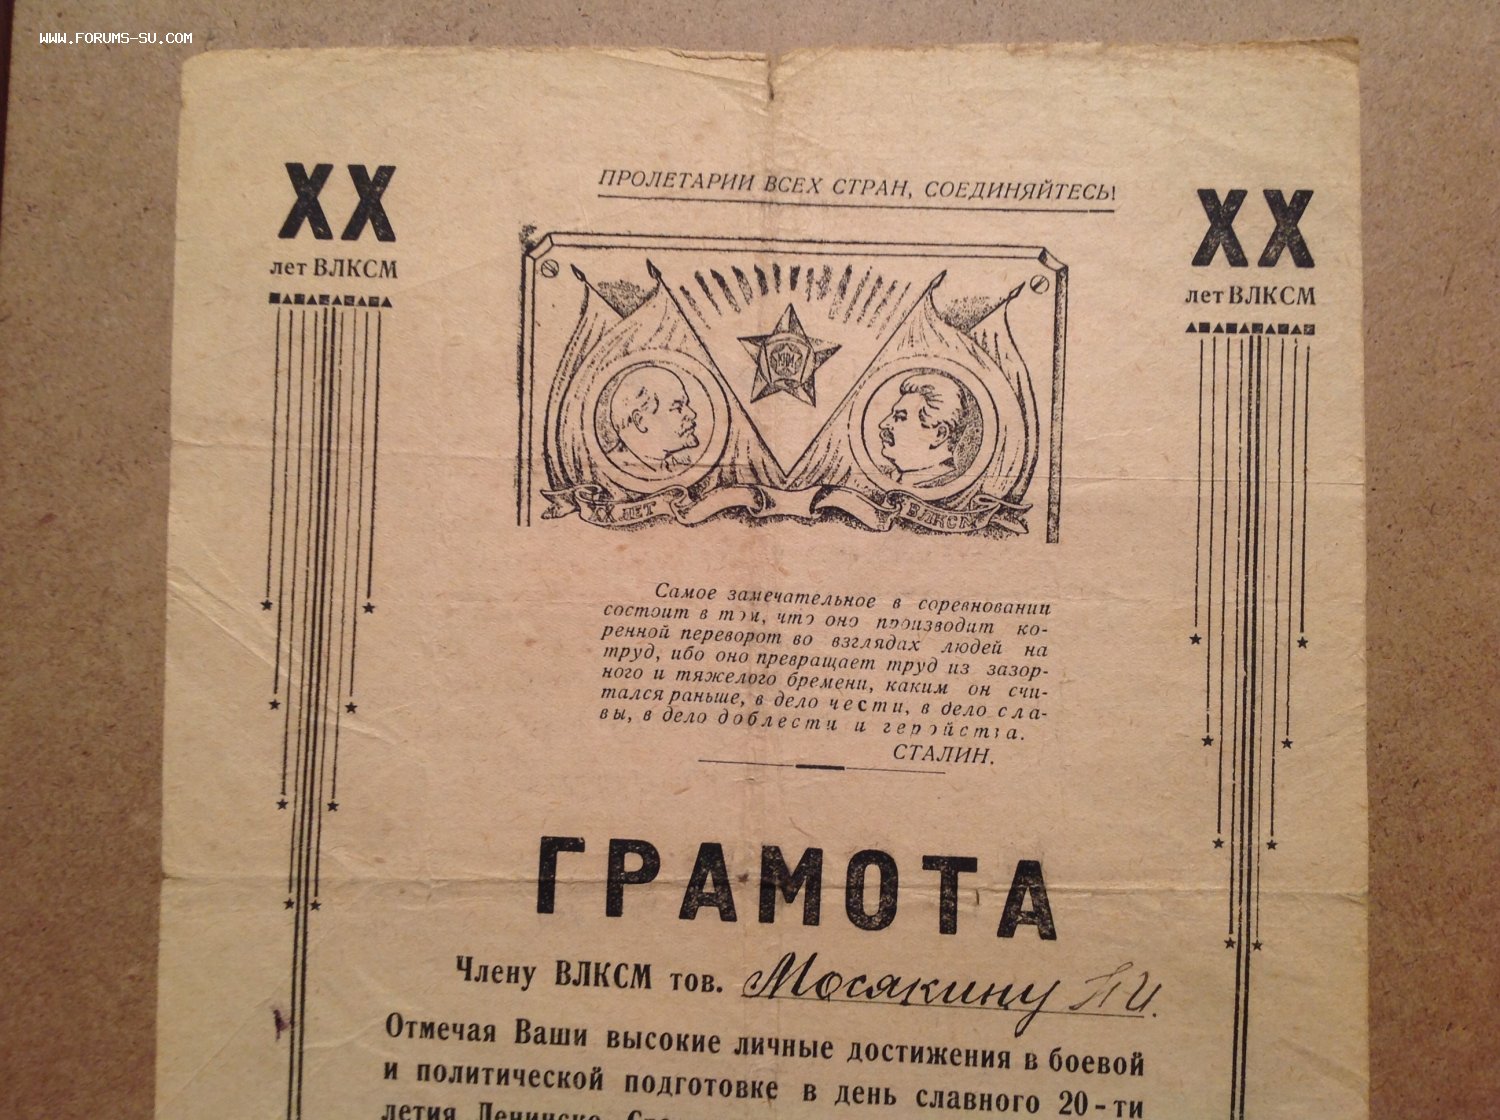 WWW.FORUMS-SU.COM
ПРОЛЕТАРИИ ВСЕХ СТРАН, СОЕДИНЯЙТЕСЬ!
XX
лет ВЛКСМ
XX
лет ВЛКСМ
XX ЛЕТ
ВЛКСМ
Самое замечательное в соревновании
состоит в том, что оно производит ко-
ренной переворот во взглядах людей на
труд, ибо оно превращает труд из зазор-
ного и тяжелого бремени, каким он счи-
тался раньше, в дело чести, в дело сла-
вы, в дело доблести и геройства.
СТАЛИН.
ГРАМОТА
Члену ВЛКСМ тов. Мосякину П И.
Отмечая Ваши высокие личные достижения в боевой
и политической подготовке в день славного 20-ти
летия Ленинско